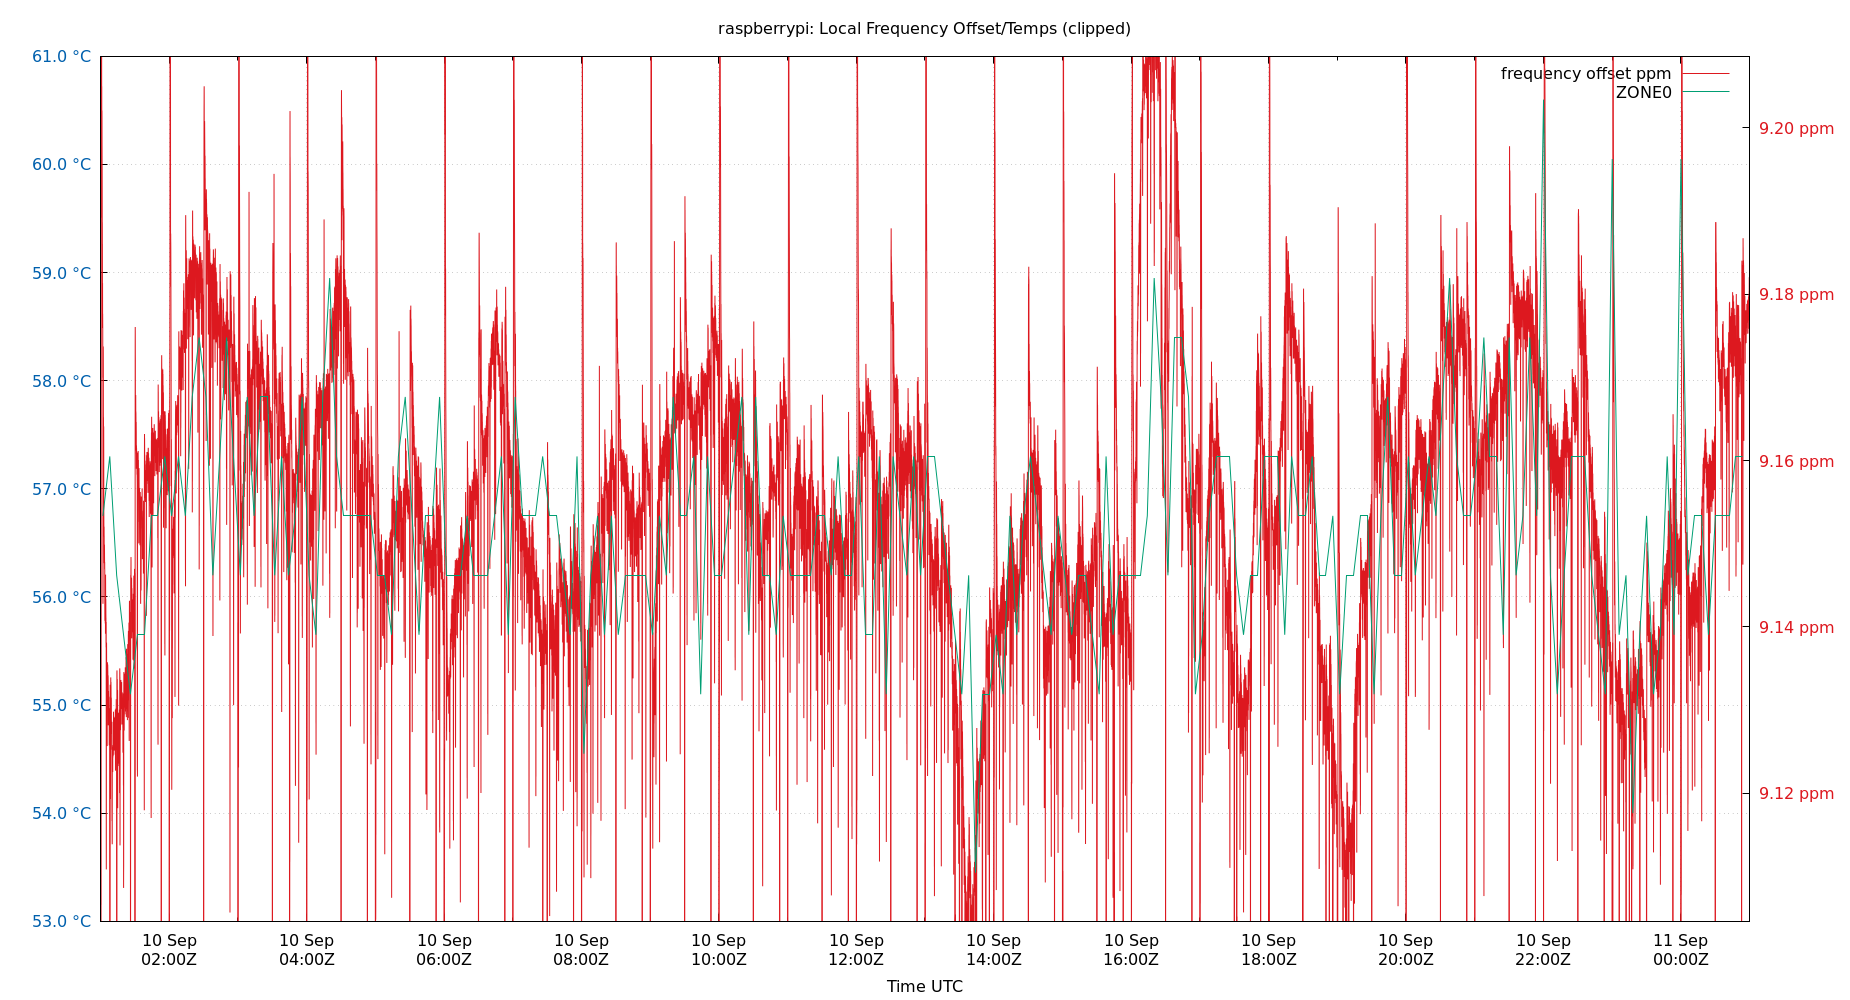 raspberrypi: Local Frequency Offset/Temps (clipped)
frequency offset ppm
ZONE0
61.0 °C
60.0 °C
59.0 °C
58.0 °C
57.0 °C
56.0 °C
55.0 °C
54.0 °C
53.0 °C
9.20 ppm
9.18 ppm
9.16 ppm
9.14 ppm
9.12 ppm
10 Sep 10 Sep 10 Sep 10 Sep 10 Sep 10 Sep 10 Sep 10 Sep 10 Sep 10 Sep 10 Sep 11 Sep
02:00Z 04:00Z 06:00Z 08:00Z 10:00Z 12:00Z 14:00Z 16:00Z 18:00Z 20:00Z 22:00Z 00:00Z
Time UTC